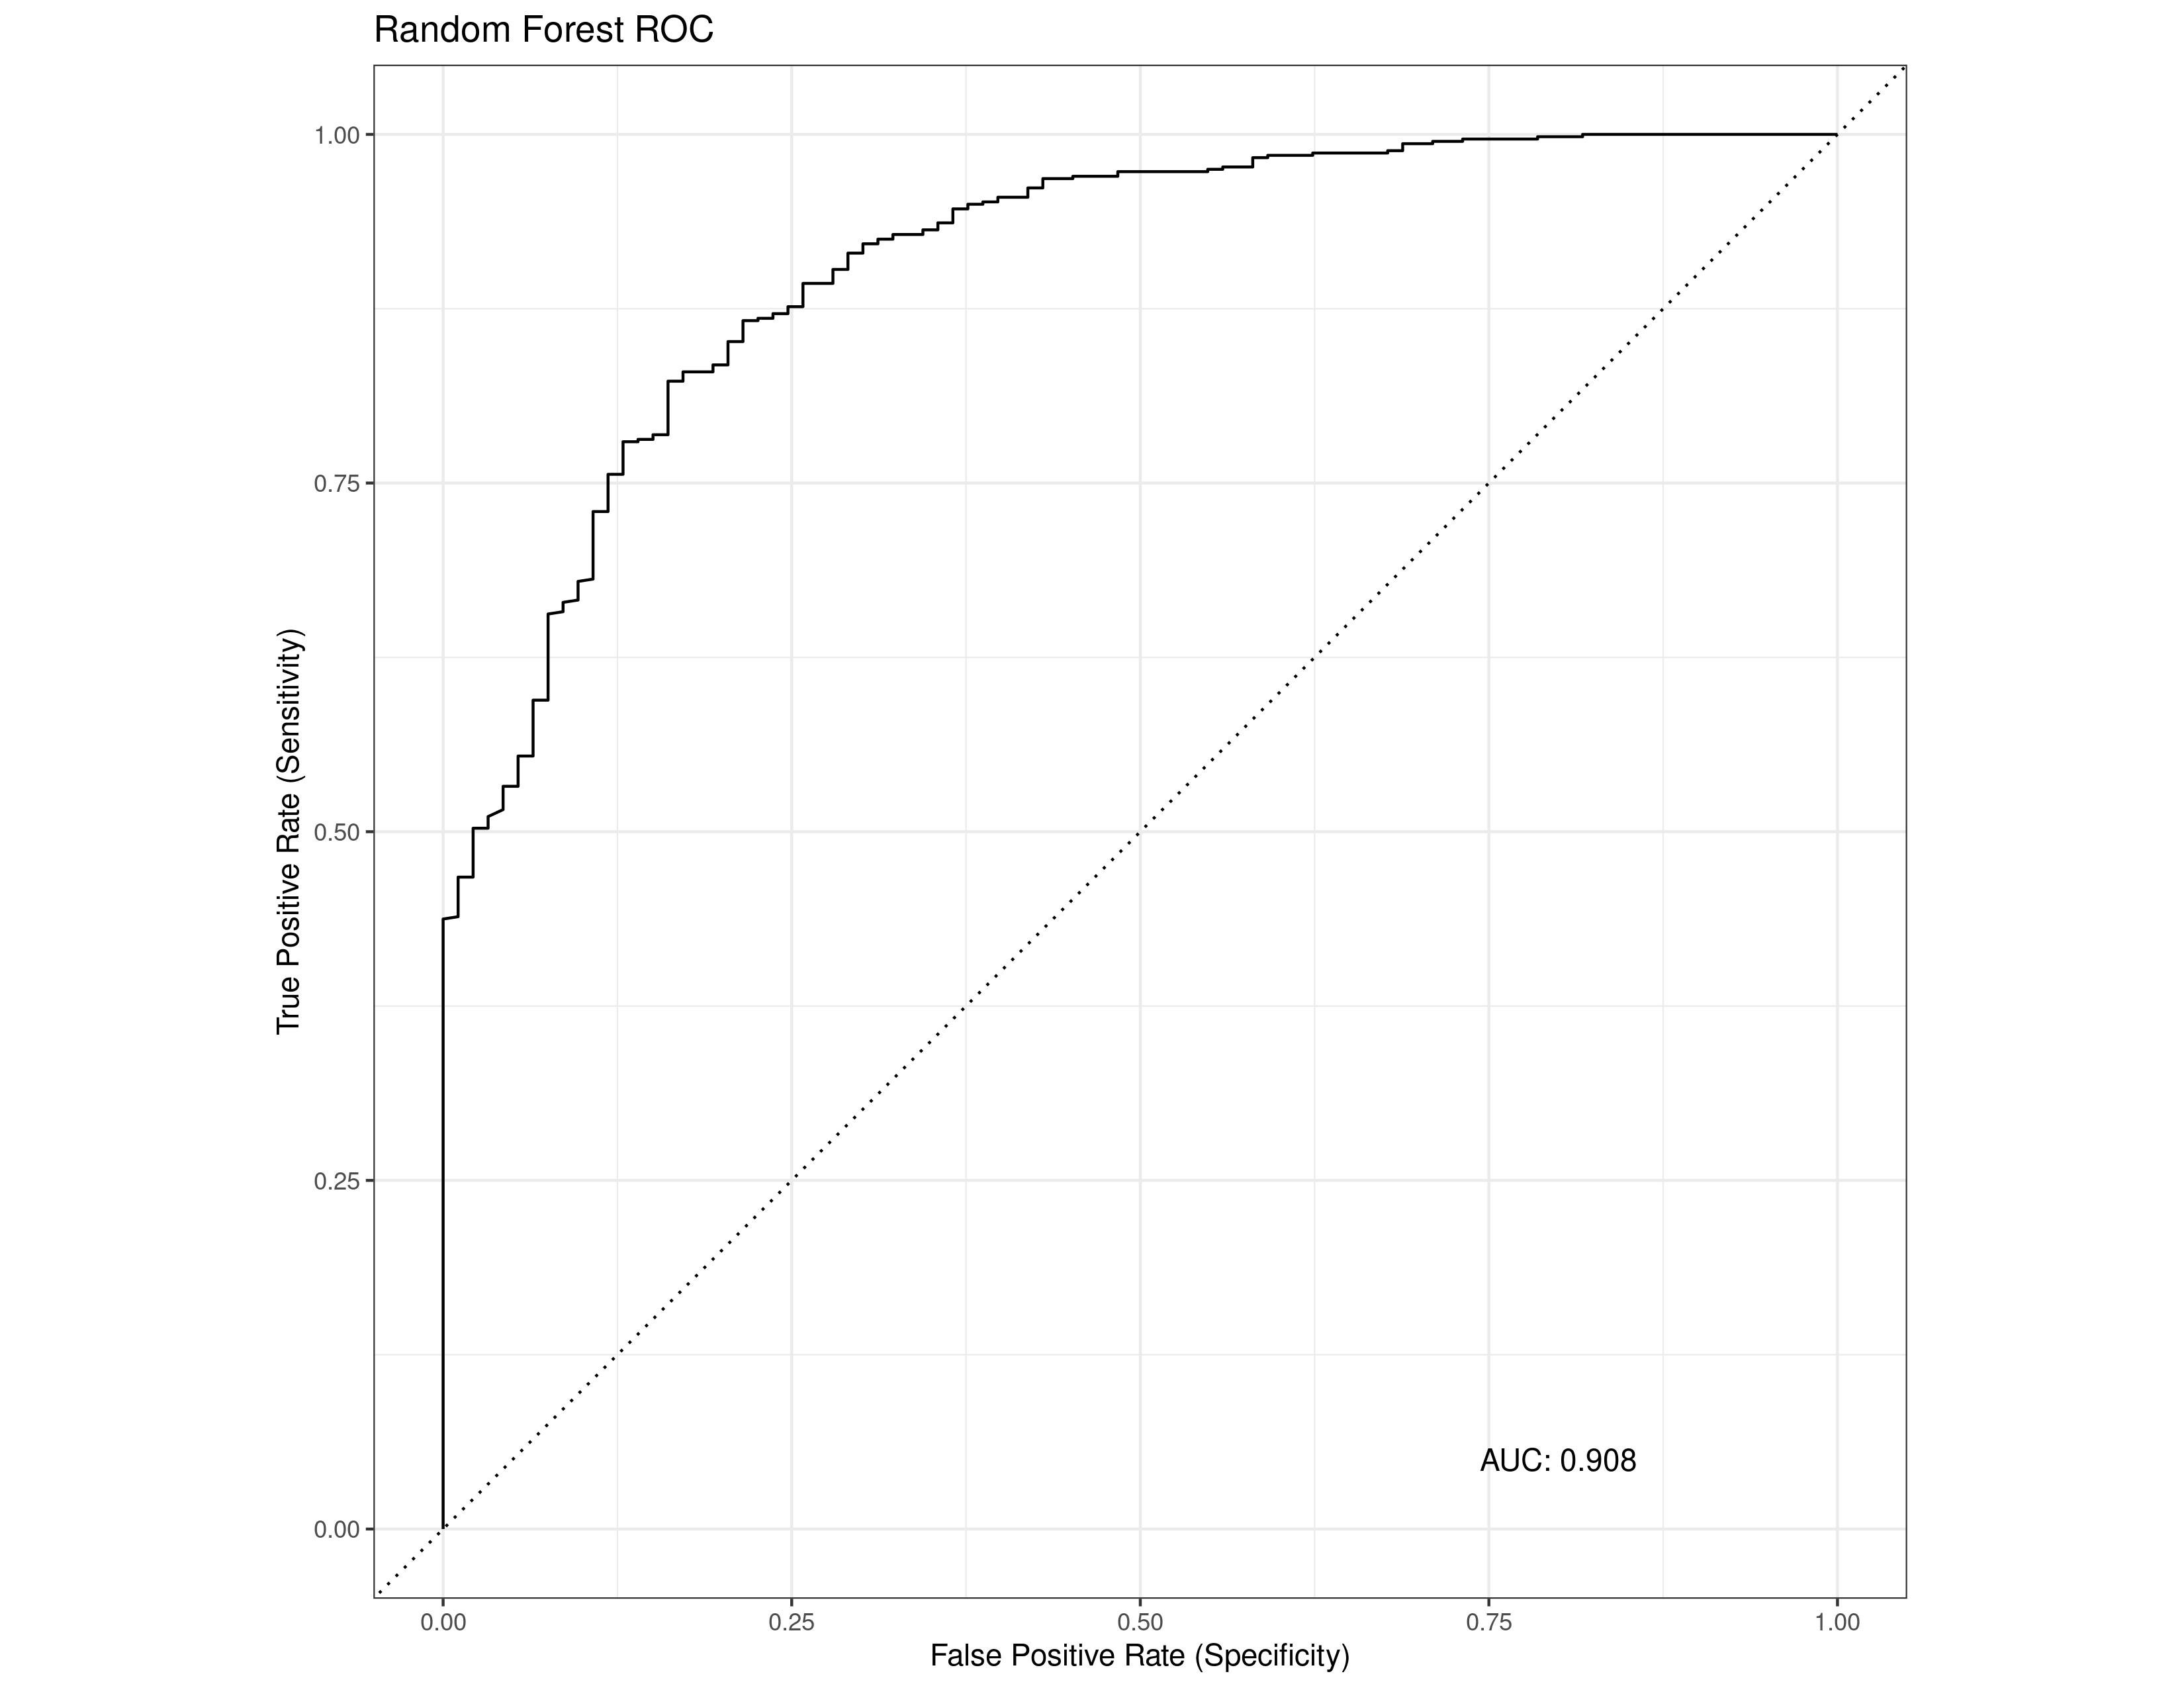 Random Forest ROC
True Positive Rate (Sensitivity)
1.00
0.75
0.50
0.25
0.00
AUC: 0.908
0.00 0.25 0.50 0.75 1.00
False Positive Rate (Specificity)